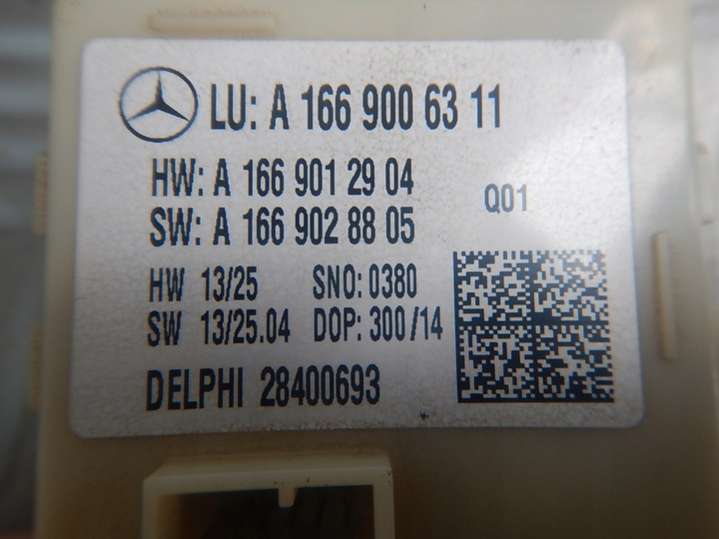 LU: A 166 900 63 11
HW: A 166 901 29 04
SW: A 166 902 88 05
Q01
HW 13/25 SNO: 0380
SW 13/25.04 DOP: 300/14
DELPHI 28400693